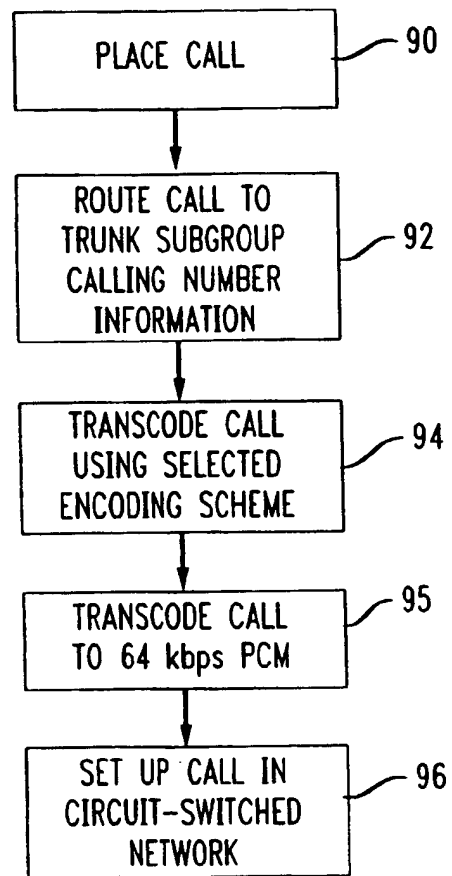 PLACE CALL
90
ROUTE CALL TO
TRUNK SUBGROUP
CALLING NUMBER
INFORMATION
92
TRANSCODE CALL
USING SELECTED
ENCODING SCHEME
94
TRANSCODE CALL
TO 64 kbps PCM
95
SET UP CALL IN
CIRCUIT-SWITCHED
NETWORK
96